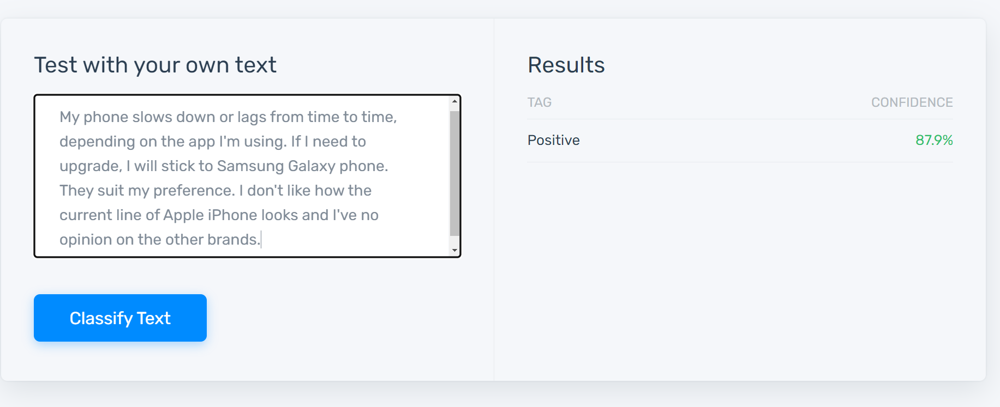 Test with your own text
My phone slows down or lags from time to time,
depending on the app I'm using. If I need to
upgrade, I will stick to Samsung Galaxy phone.
They suit my preference. I don't like how the
current line of Apple iPhone looks and I've no
opinion on the other brands.
Classify Text
Results
TAG CONFIDENCE
Positive 87.9%